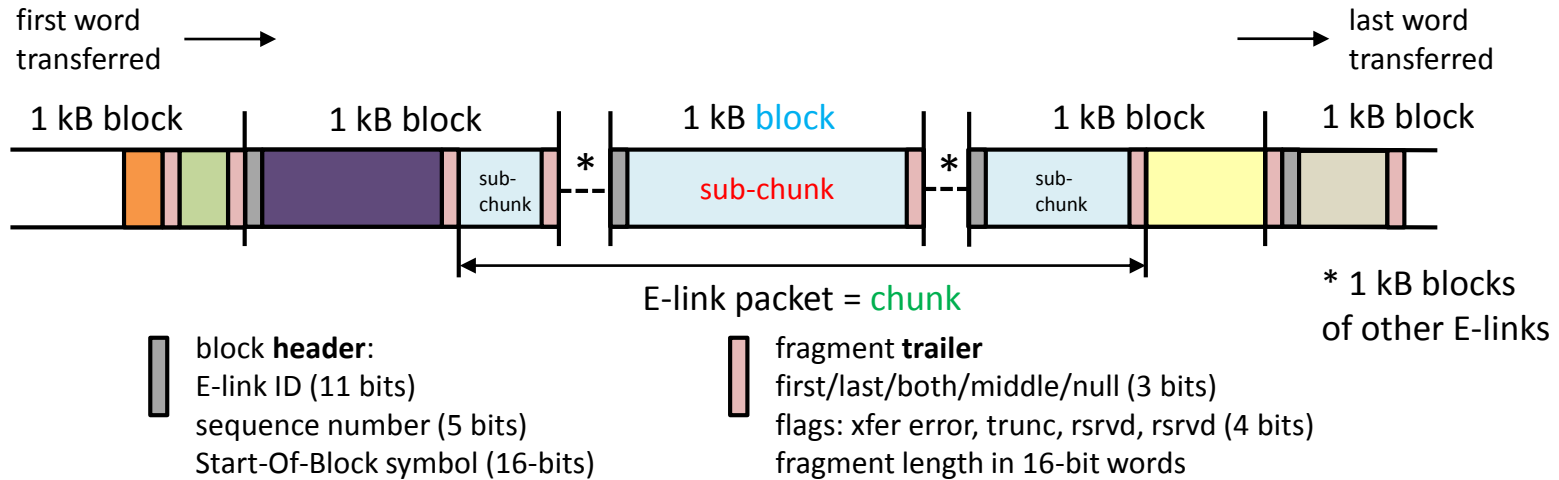 first word
transferred
last word
transferred
1 kB block
1 kB block
1 kB block
1 kB block
1 kB block
sub-
chunk
*
sub-chunk
*
sub-
chunk
E-link packet = chunk
* 1 kB blocks
of other E-links
block header:
E-link ID (11 bits)
sequence number (5 bits)
Start-Of-Block symbol (16-bits)
fragment trailer
first/last/both/middle/null (3 bits)
flags: xfer error, trunc, rsrvd, rsrvd (4 bits)
fragment length in 16-bit words